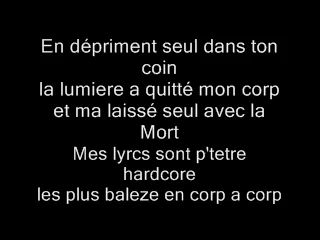 En dépriment seul dans ton
coin
la lumiere a quitté mon corp
et ma laissé seul avec la
Mort
Mes lyrcs sont p'tetre
hardcore
les plus baleze en corp a corp